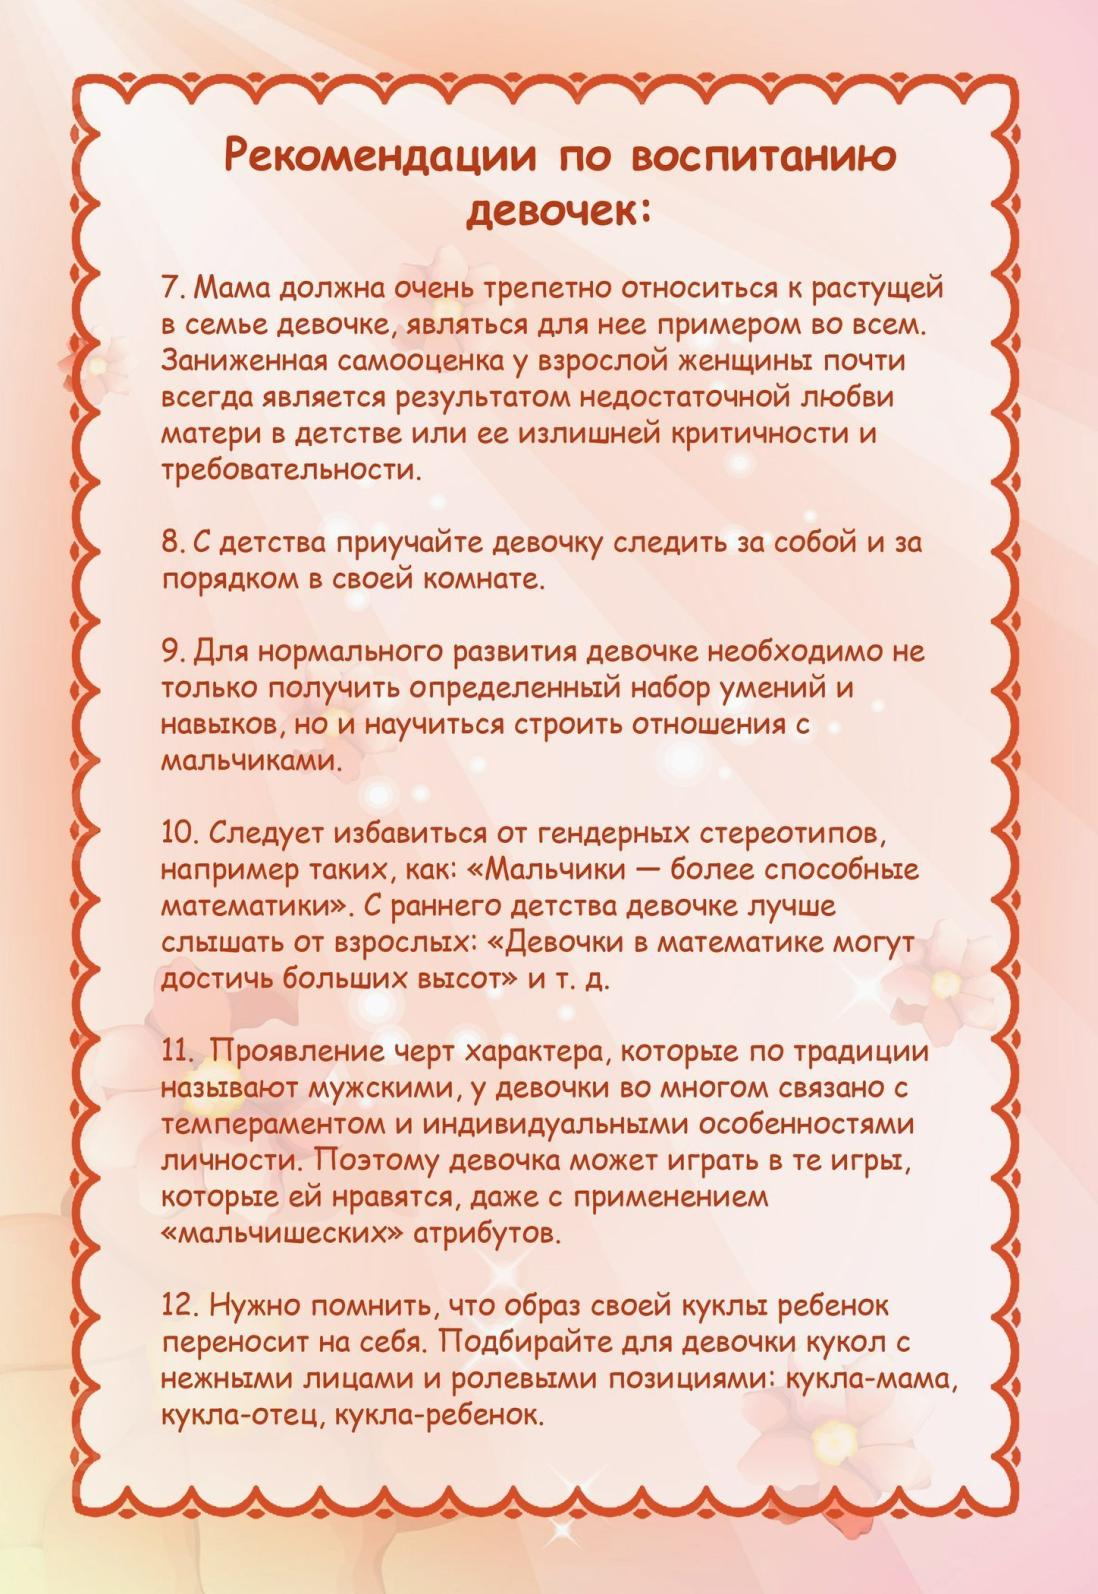 Рекомендации по воспитанию
девочек:
7. Мама должна очень трепетно относиться к растущей
в семье девочке, являться для нее примером во всем.
Заниженная самооценка у взрослой женщины почти
всегда является результатом недостаточной любви
матери в детстве или ее излишней критичности и
требовательности.
8. С детства приучайте девочку следить за собой и за
порядком в своей комнате.
9. Для нормального развития девочке необходимо не
только получить определенный набор умений и
навыков, но и научиться строить отношения с
мальчиками.
10. Следует избавиться от гендерных стереотипов,
например таких, как: «Мальчики — более способные
математики». С раннего детства девочке лучше
слышать от взрослых: «Девочки в математике могут
достичь больших высот» и т. д.
11. Проявление черт характера, которые по традиции
называют мужскими, у девочки во многом связано с
темпераментом и индивидуальными особенностями
личности. Поэтому девочка может играть в те игры,
которые ей нравятся, даже с применением
«мальчишеских» атрибутов.
12. Нужно помнить, что образ своей куклы ребенок
переносит на себя. Подбирайте для девочки кукол с
нежными лицами и ролевыми позициями: кукла-мама,
кукла-отец, кукла-ребенок.